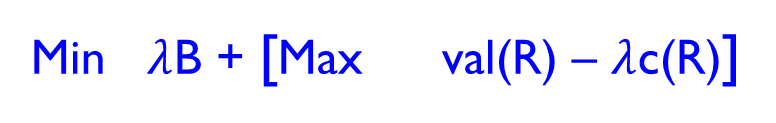 Min λB + [Max val(R) – λc(R)]